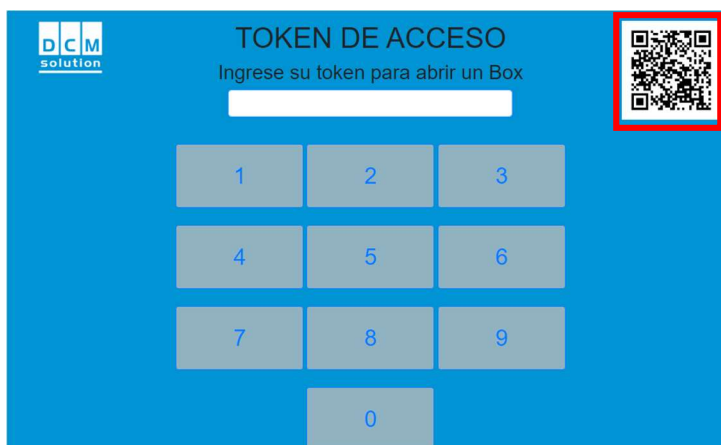 D C M
solution
TOKEN DE ACCESO
Ingrese su token para abrir un Box
1 2 3
4 5 6
7 8 9
0